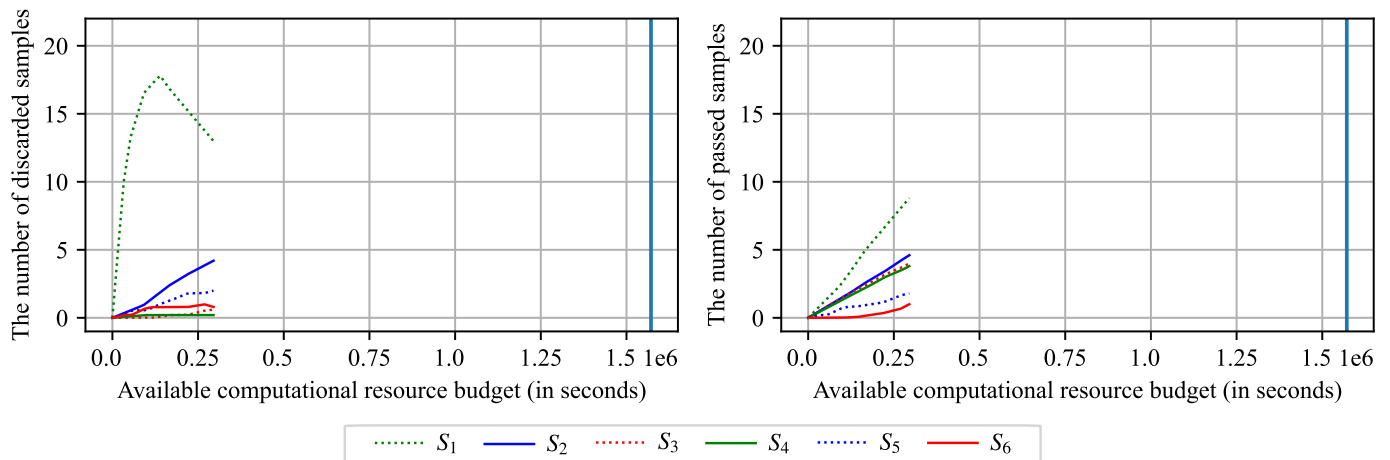 The number of discarded samples
20
15
10
5
0
0.0 0.25 0.5 0.75 1.0 1.25 1.5 1e6
Available computational resource budget (in seconds)
The number of passed samples
20
15
10
5
0
0.0 0.25 0.5 0.75 1.0 1.25 1.5 1e6
Available computational resource budget (in seconds)
S1 S2 S3 S4 S5 S6